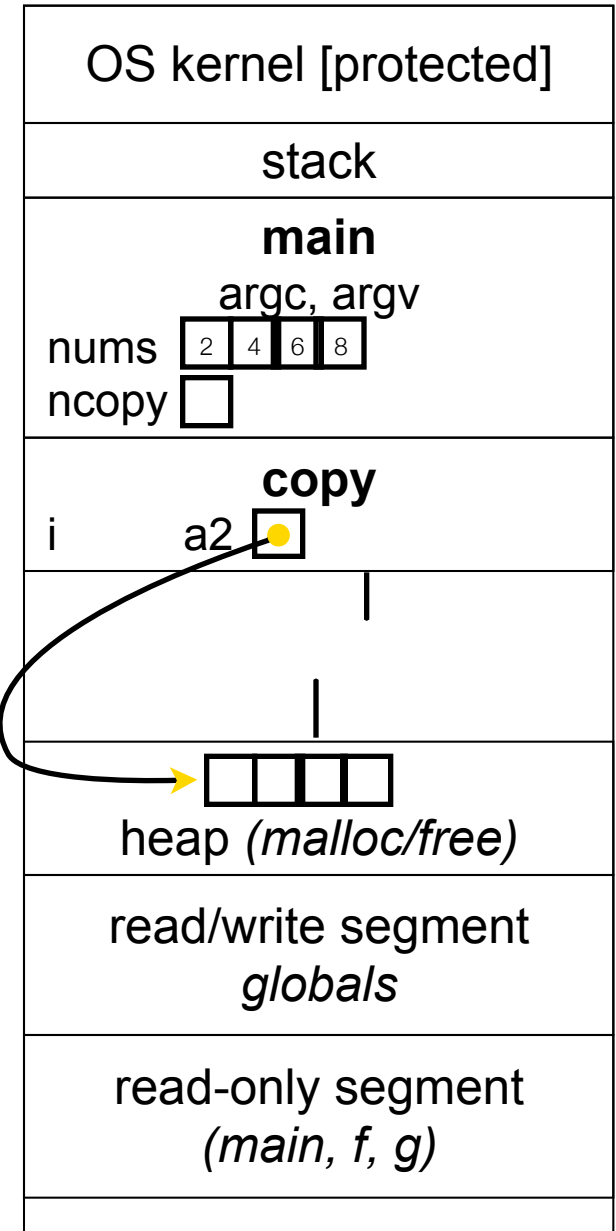 OS kernel [protected]
stack
main
argc, argv
nums 2 4 6 8
ncopy
copy
i a2
heap (malloc/free)
read/write segment
globals
read-only segment
(main, f, g)